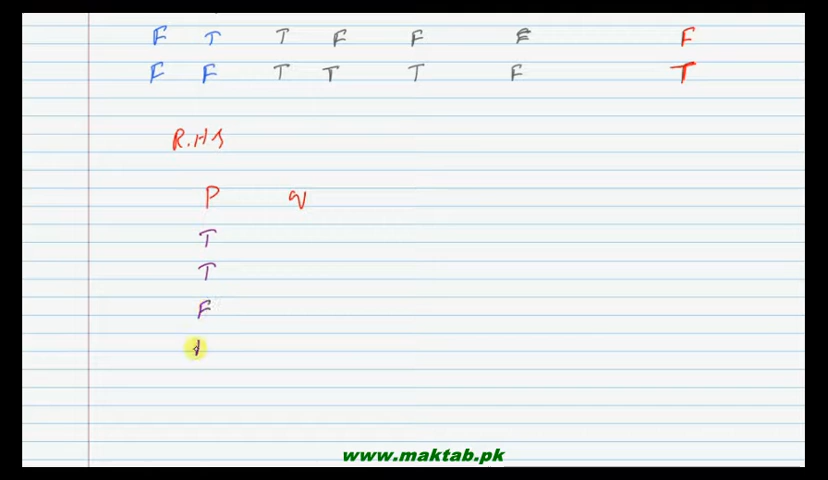 F T T F F F F
F F T T T F T
R.H S
P q
T
T
F
www.maktab.pk